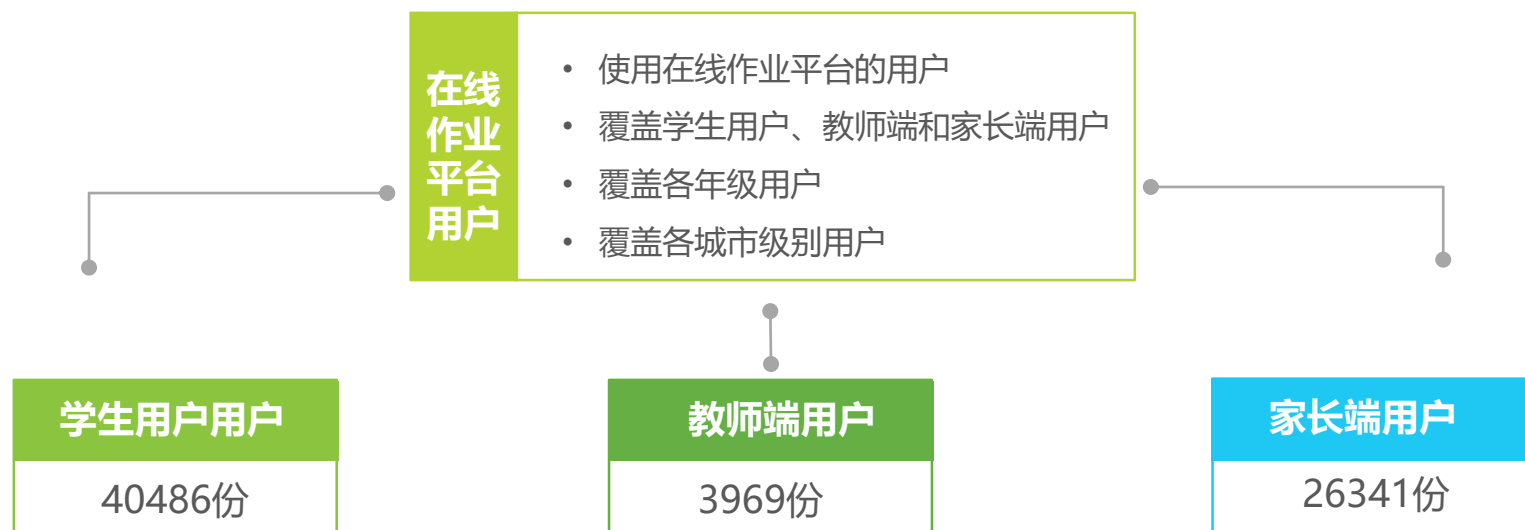 在线
作业
平台
用户
• 使用在线作业平台的用户
• 覆盖学生用户、教师端和家长端用户
• 覆盖各年级用户
• 覆盖各城市级别用户
学生用户用户
40486份
教师端用户
3969份
家长端用户
26341份